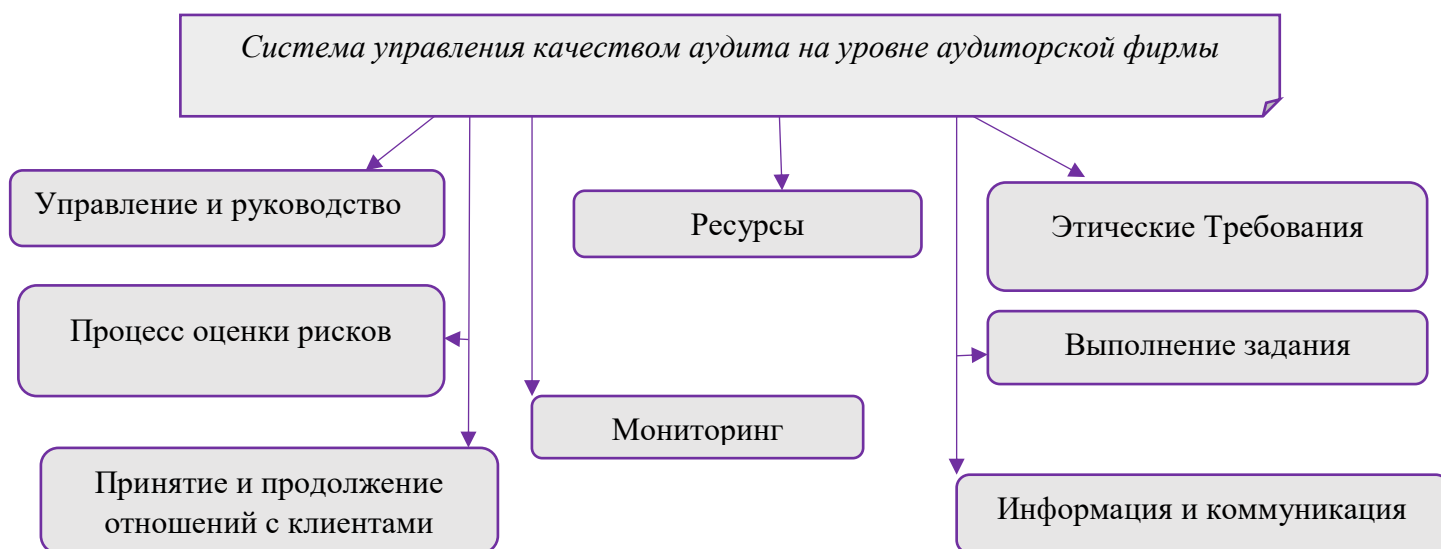 Система управления качеством аудита на уровне аудиторской фирмы
Управление и руководство
Ресурсы
Этические Требования
Процесс оценки рисков
Выполнение задания
Мониторинг
Принятие и продолжение
отношений с клиентами
Информация и коммуникация